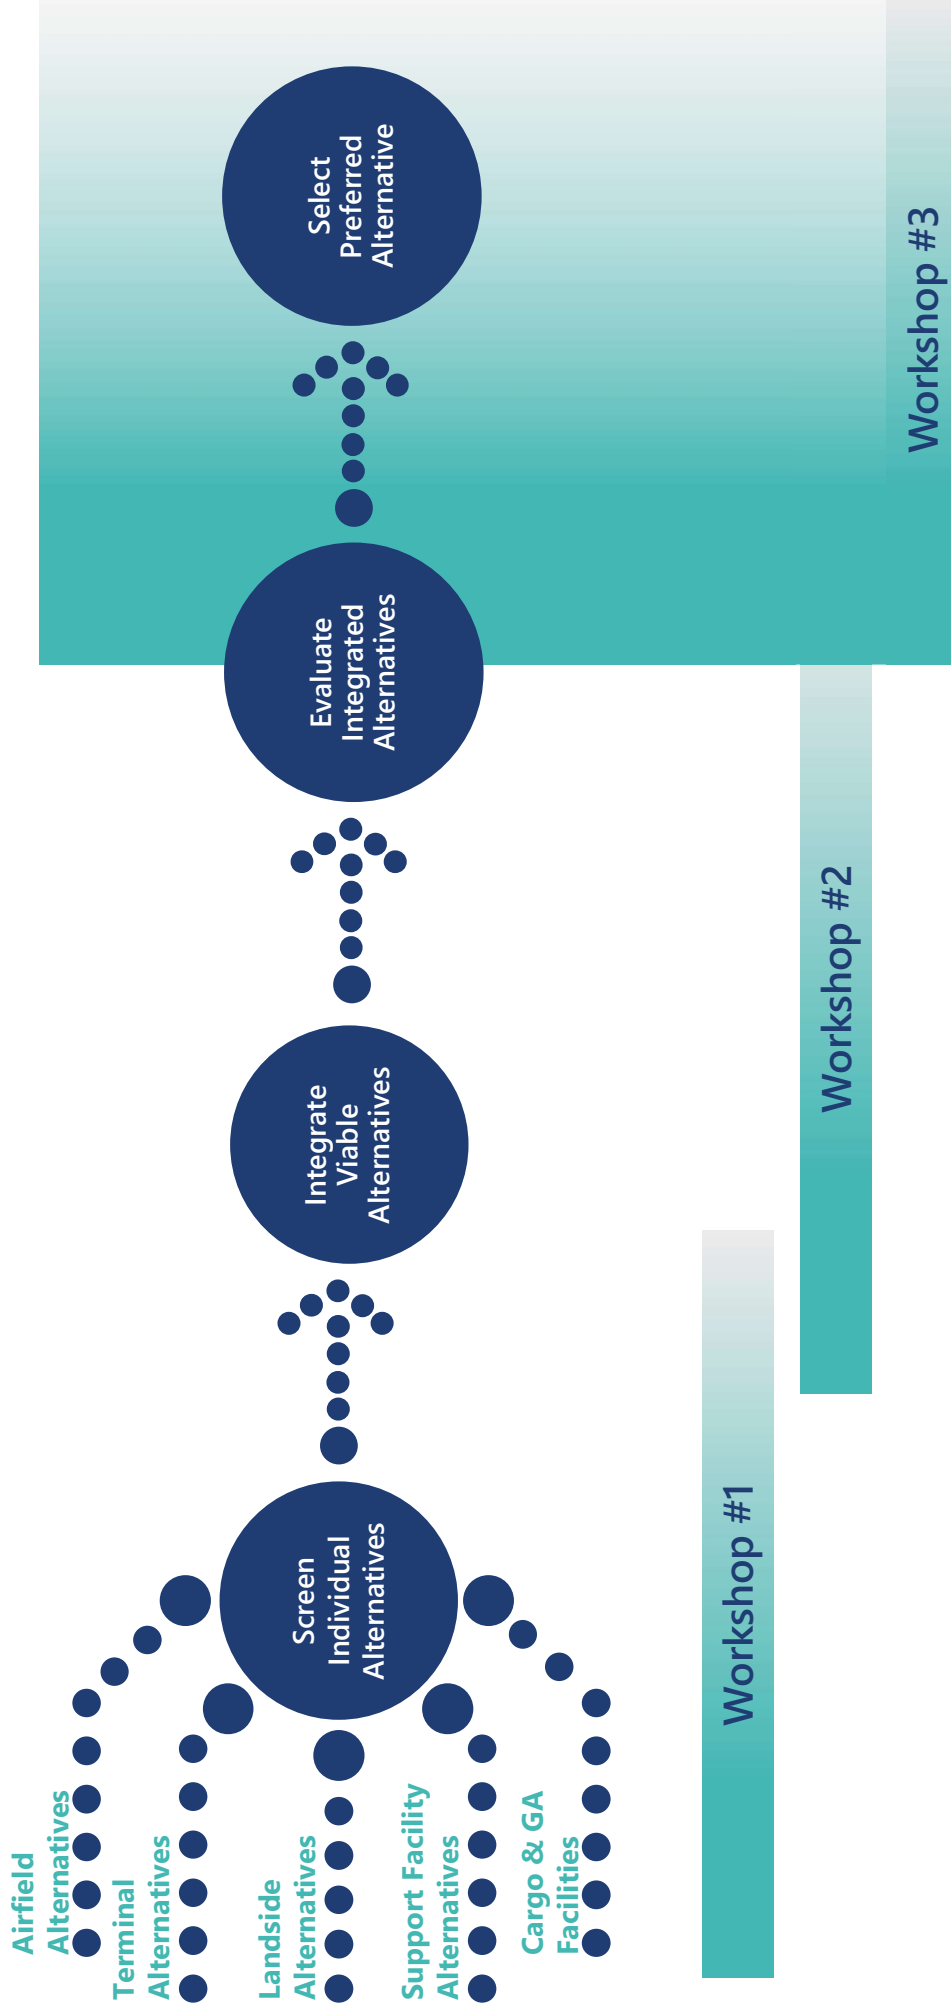 Airfield
Alternatives
Terminal
Alternatives
Landside
Alternatives
Support Facility
Alternatives
Cargo & GA
Facilities
Screen
Individual
Alternatives
Integrate
Viable
Alternatives
Evaluate
Integrated
Alternatives
Select
Preferred
Alternative
Workshop #1
Workshop #2
Workshop #3